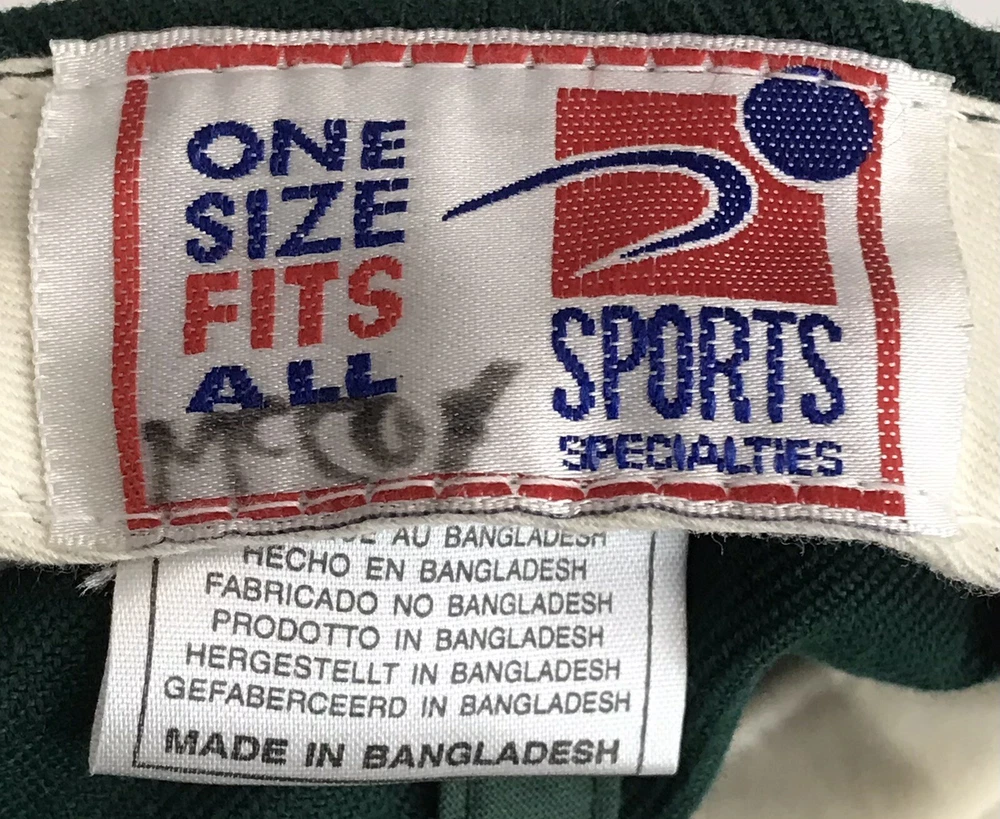 ONE
SIZE
FITS
ALL
McCoy
SPORTS
SPECIALTIES
AU BANGLADESH
HECHO EN BANGLADESH
FABRICADO NO BANGLADESH
PRODOTTO IN BANGLADESH
HERGESTELLT IN BANGLADESH
GEFABERCEERD IN BANGLADESH
MADE IN BANGLADESH